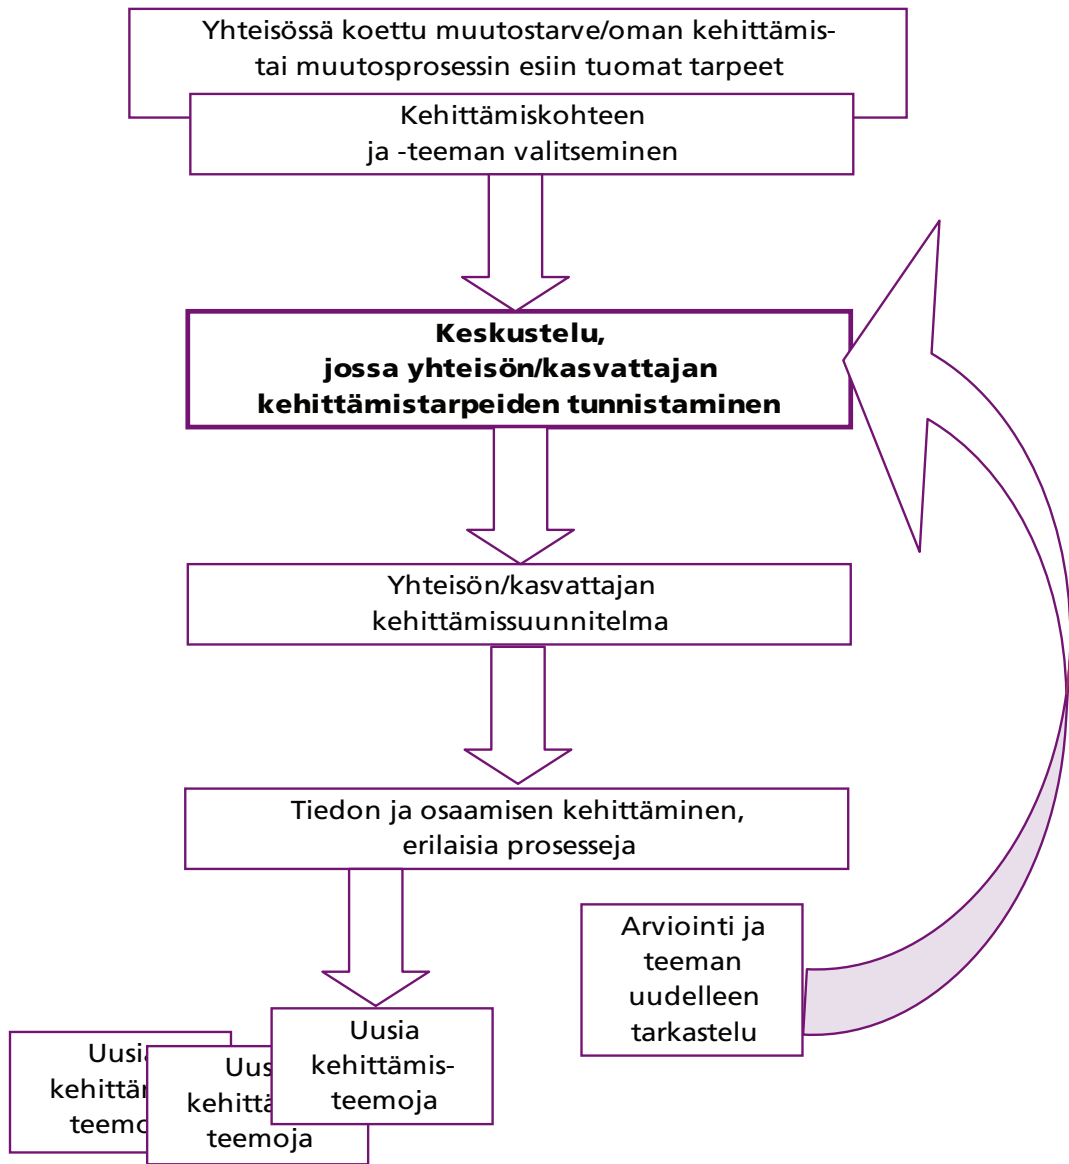 Yhteisössä koettu muutostarve/oman kehittämis-
tai muutosprosessin esiin tuomat tarpeet
Kehittämiskohteen
ja -teeman valitseminen
Keskustelu,
jossa yhteisön/kasvattajan
kehittämistarpeiden tunnistaminen
Yhteisön/kasvattajan
kehittämissuunnitelma
Tiedon ja osaamisen kehittäminen,
erilaisia prosesseja
Arviointi ja
teeman
uudelleen
tarkastelu
Uusia
kehittämis-
teemoja
teemoja